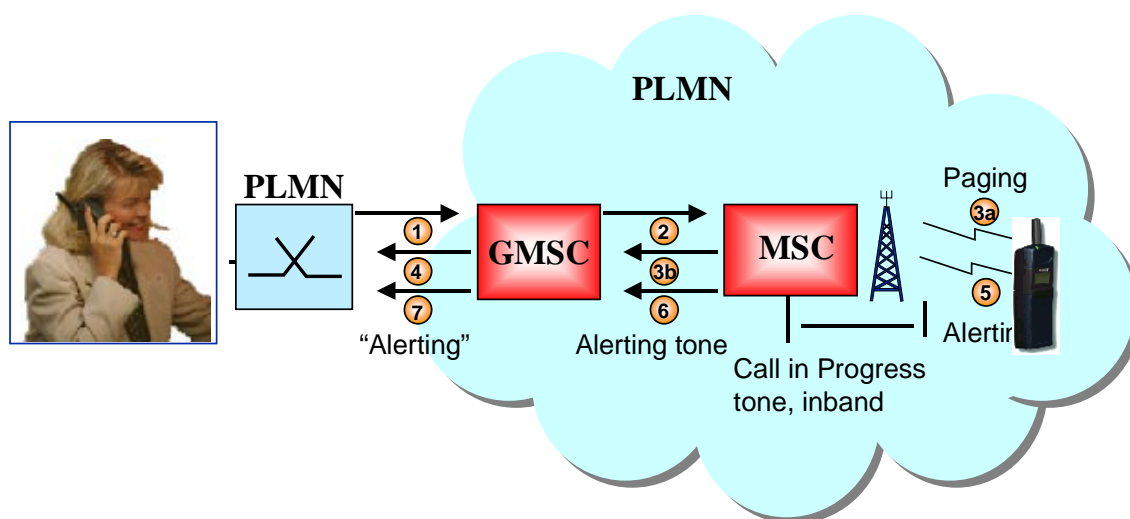 PLMN
PLMN
Paging
3a
1
2
GMSC
MSC
4
3b
5
7
6
"Alerting"
Alerting tone
Alertin
Call in Progress
tone, inband